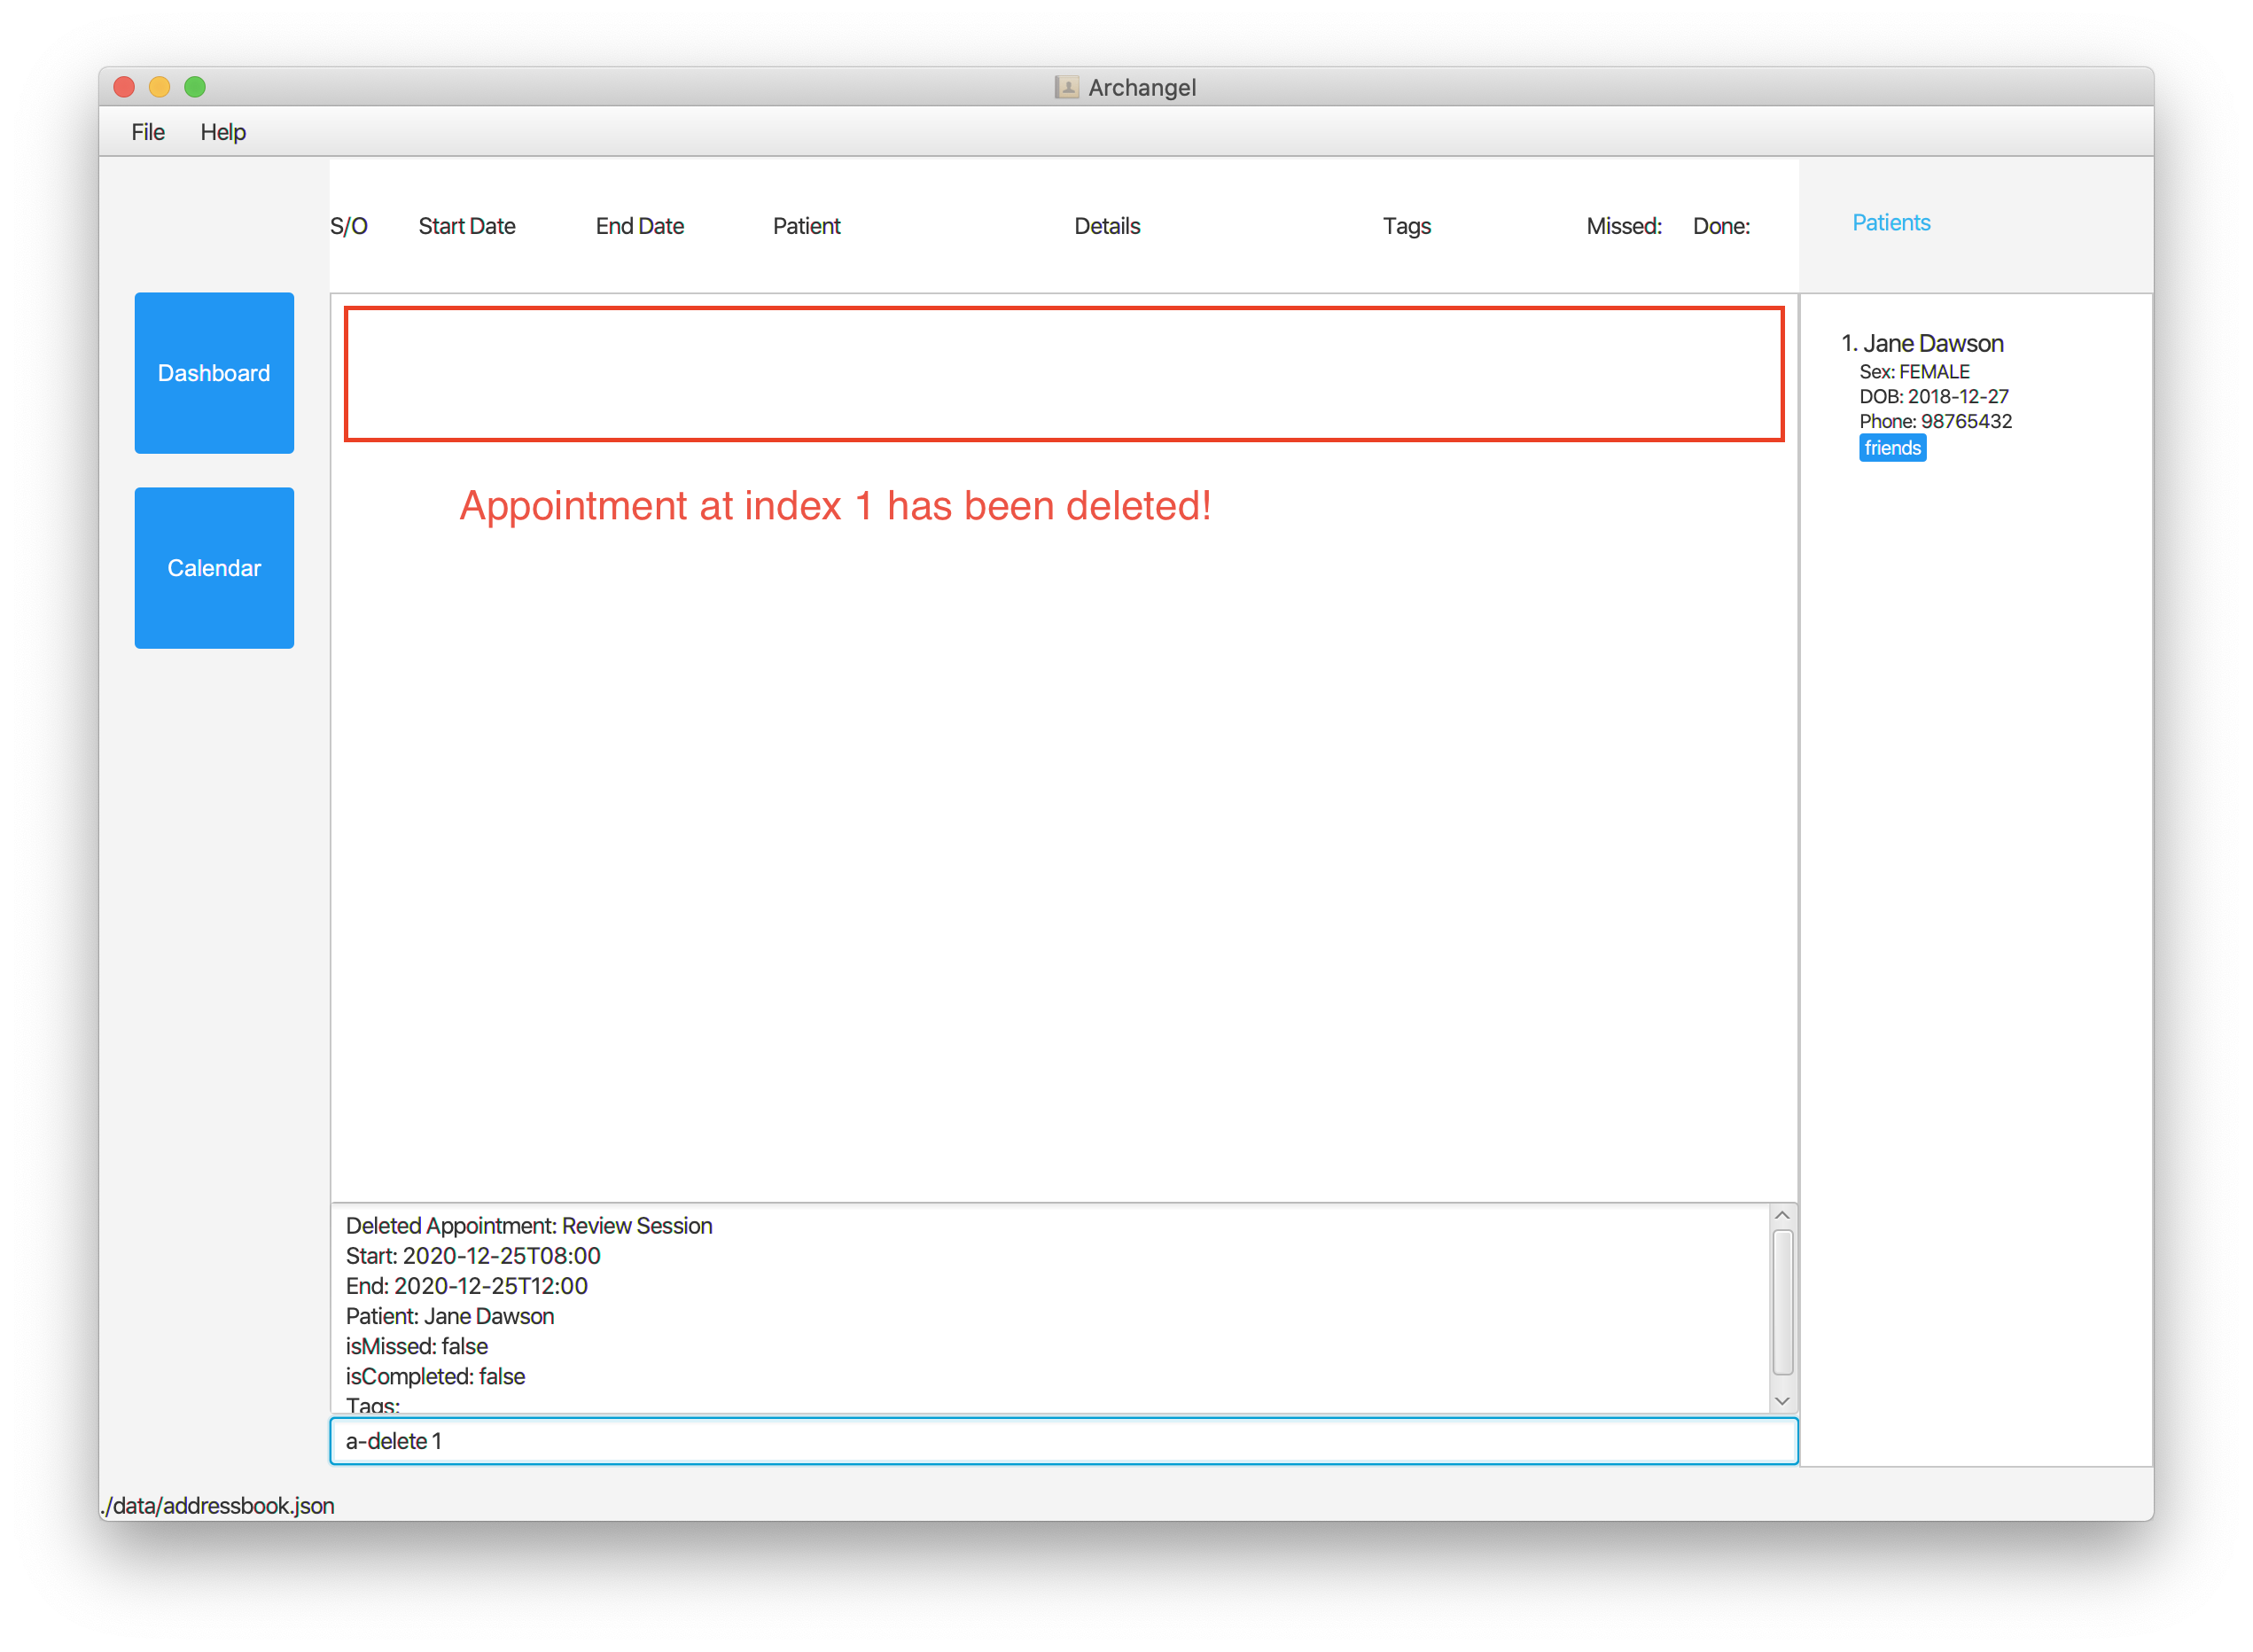 Archangel
File Help
S/O Start Date End Date Patient Details Tags Missed: Done:
Patients
Dashboard
Calendar
Appointment at index 1 has been deleted!
1. Jane Dawson
Sex: FEMALE
DOB: 2018-12-27
Phone: 98765432
friends
Deleted Appointment: Review Session
Start: 2020-12-25T08:00
End: 2020-12-25T12:00
Patient: Jane Dawson
isMissed: false
isCompleted: false
Tags:
a-delete 1
./data/addressbook.json